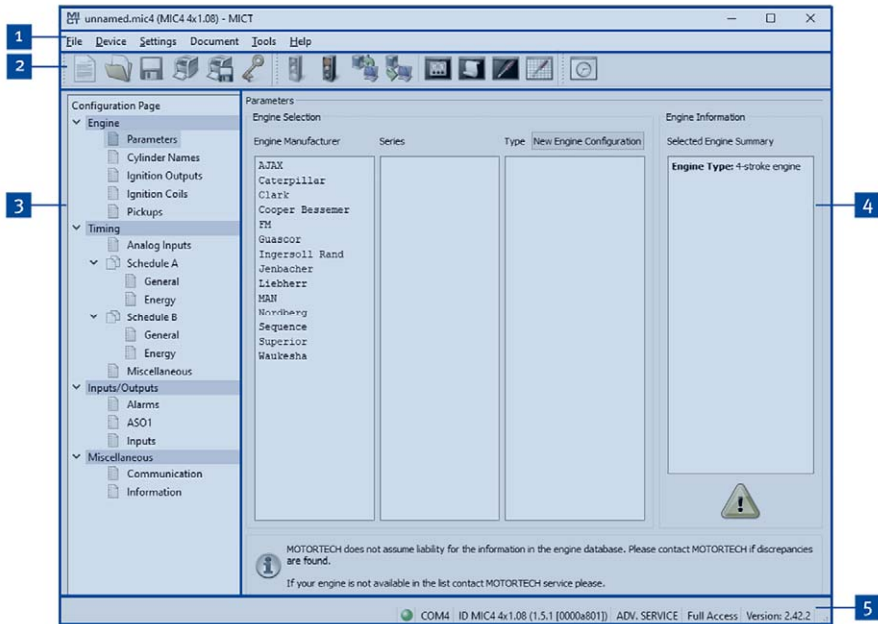 unnamed.mic4 (MIC4 4x1.08) - MICT
1
File Device Settings Document Tools Help
2
Configuration Page
Engine
Parameters
Cylinder Names
Ignition Outputs
Ignition Coils
Pickups
3
Timing
Analog Inputs
Schedule A
General
Energy
Schedule B
General
Energy
Miscellaneous
Inputs/Outputs
Alarms
ASO1
Inputs
Miscellaneous
Communication
Information
Parameters
Engine Selection
Engine Manufacturer Series Type New Engine Configuration
AJAX
Caterpillar
Clark
Cooper Bessemer
FM
Guascor
Ingersoll Rand
Jenbacher
Liebherr
MAN
Nordberg
Sequence
Superior
Waukesha
Engine Information
Selected Engine Summary
Engine Type: 4-stroke engine
4
MOTORTECH does not assume liability for the information in the engine database. Please contact MOTORTECH if discrepancies
are found.
If your engine is not available in the list contact MOTORTECH service please.
COM4 ID MIC4 4x1.08 (1.5.1 [0000a801]) ADV. SERVICE Full Access Version: 2.42.2
5